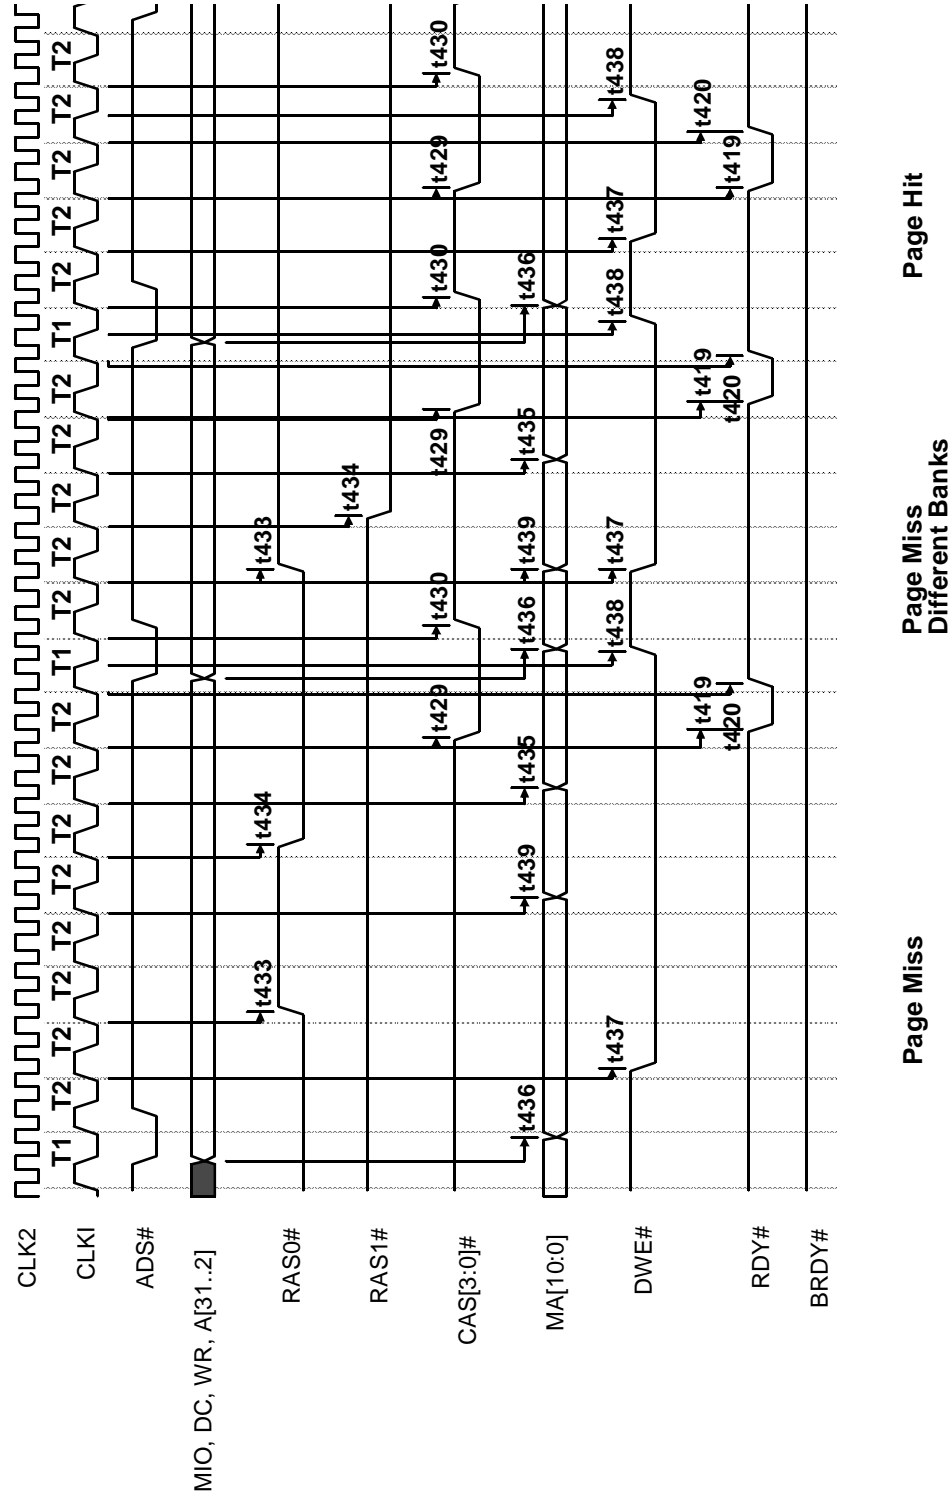 CLK2
CLKI T1 T2 T2 T2 T2 T2 T2 T2 T2 T1 T2 T2 T2 T2 T2 T1 T2 T2 T2 T2 T2
ADS#
MIO, DC, WR, A[31..2]
t433 t434 t433
RAS0#
t434
RAS1#
t429 t430 t429 t430 t429 t430
CAS[3:0]#
t436 t439 t435 t436 t439 t435 t436
MA[10:0]
t437 t438 t437 t438 t437 t438
DWE#
t419 t419 t420
t420 t420 t419
RDY#
BRDY#
Page Miss
Page Miss
Different Banks
Page Hit